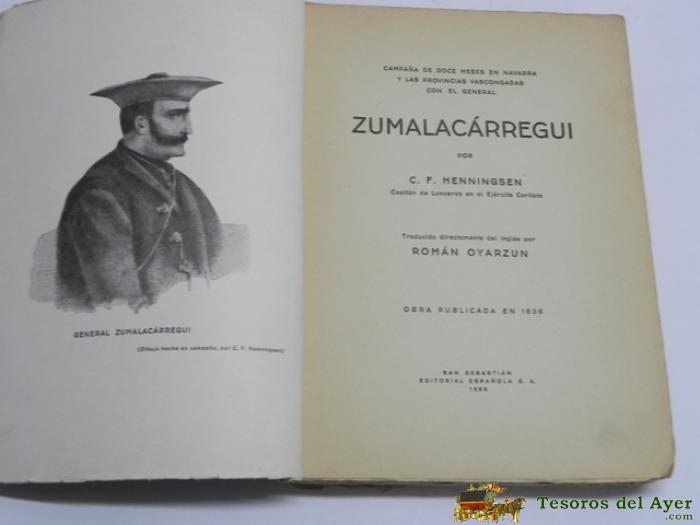 GENERAL ZUMALACÁRREGUI
(Dibujo hecho en campaña, por C. F. Henningsen)
CAMPAÑA DE DOCE MESES EN NAVARRA
Y LAS PROVINCIAS VASCONGADAS
CON EL GENERAL
ZUMALACÁRREGUI
POR
C. F. HENNINGSEN
Capitán de Lanceros en el Ejército Carlista
Traducido directamente del inglés por
ROMÁN OYARZUN
OBRA PUBLICADA EN 1836
SAN SEBASTIÁN
EDITORIAL ESPAÑOLA S. A.
Tesoros del Ayer
.com